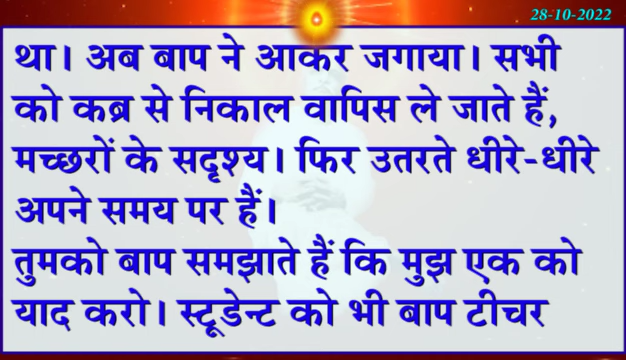 28-10-2022
था। अब बाप ने आकर जगाया। सभी
को कब्र से निकाल वापिस ले जाते हैं,
मच्छरों के सदृश्य। फिर उतरते धीरे-धीरे
अपने समय पर हैं।
तुमको बाप समझाते हैं कि मुझ एक को
याद करो। स्टूडेन्ट को भी बाप टीचर